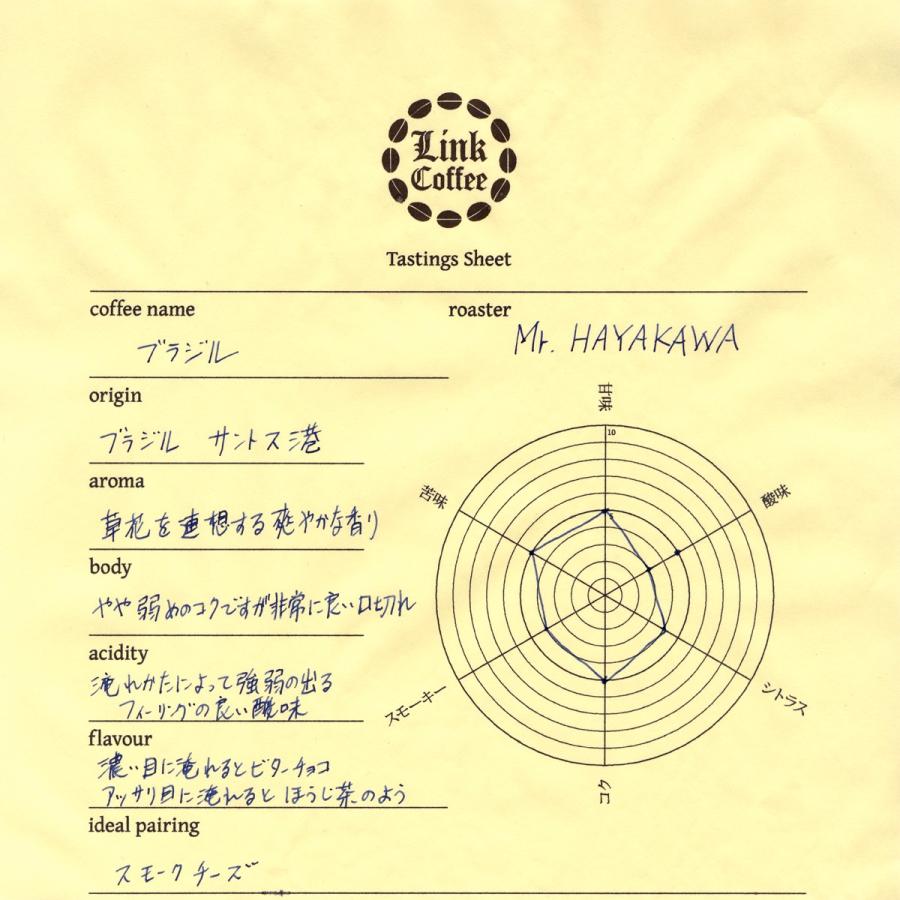 Link
Coffee
Tastings Sheet
coffee name
ブラジル
roaster
Mr. HAYAKAWA
origin
ブラジル サントス港
aroma
草花を連想する爽やかな香り
body
やや弱めのコクですが非常に良い口切れ
acidity
淹れかたによって強弱の出る
フィーリングの良い酸味
flavour
濃い目に淹れるとビターチョコ
アッサリ目に淹れると ほうじ茶のよう
ideal pairing
スモークチーズ
甘味
10
酸味
シトラス
コク
スモーキー
苦味